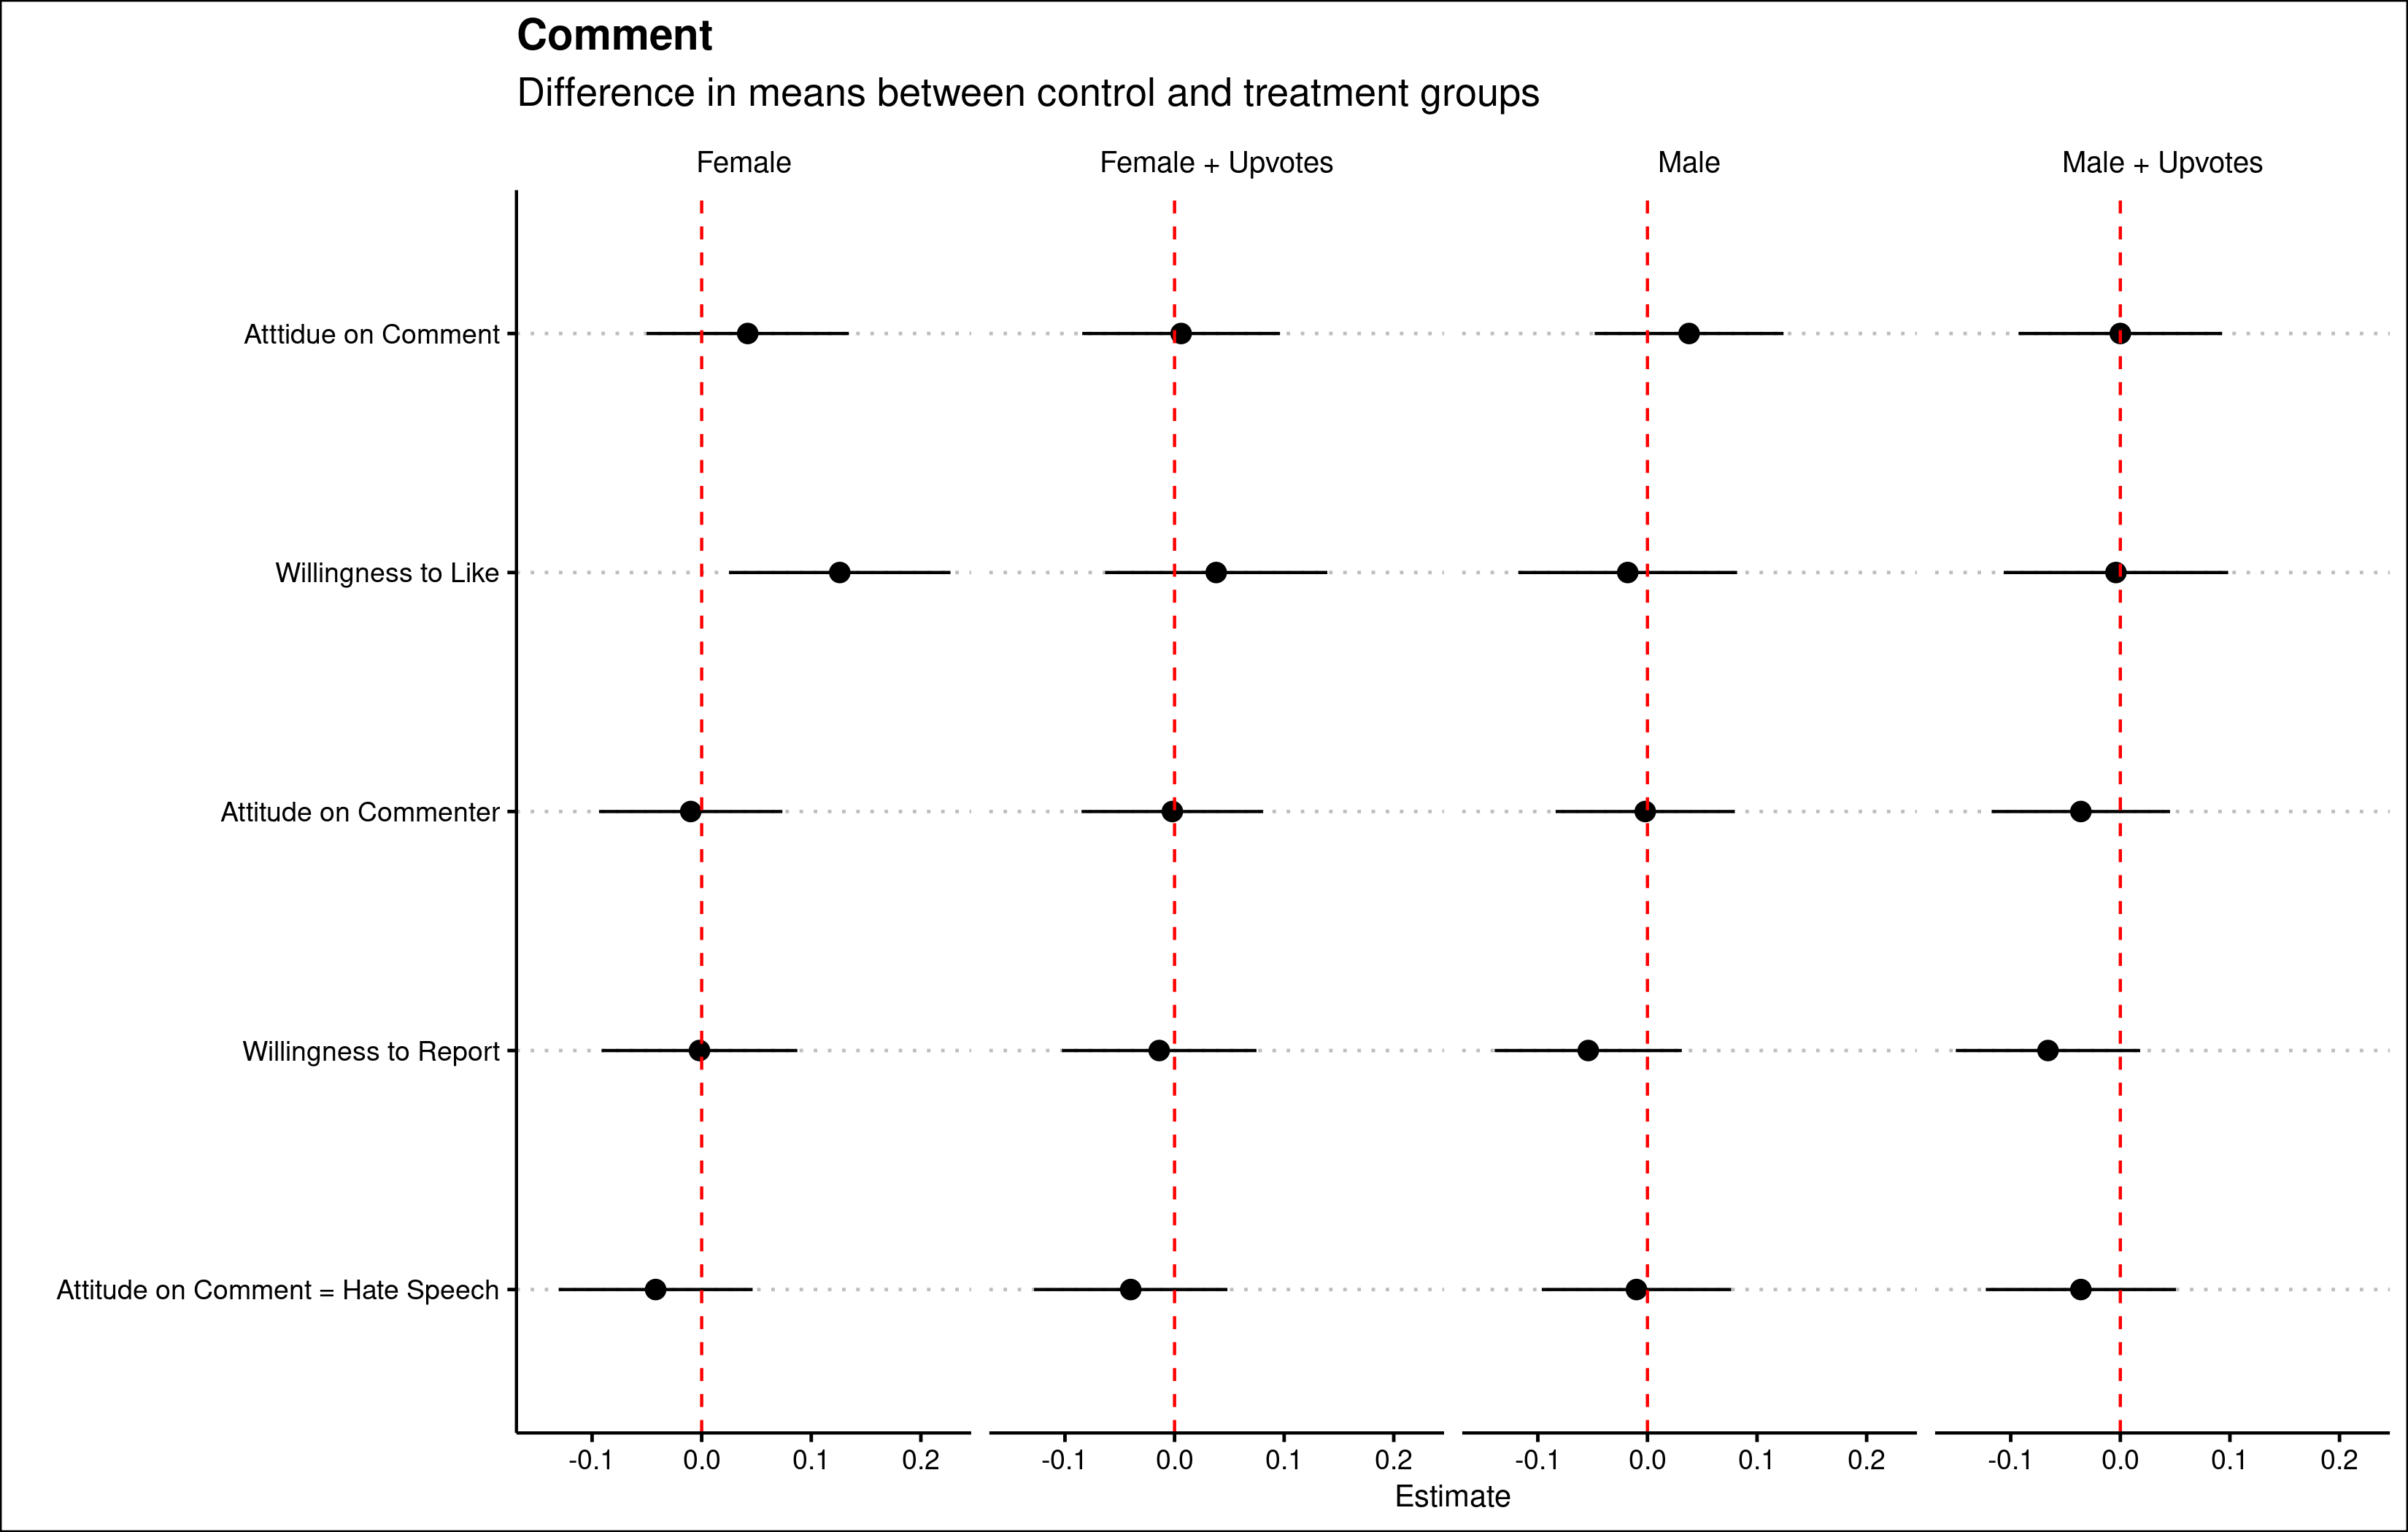 Comment
Difference in means between control and treatment groups
Female Female + Upvotes Male Male + Upvotes
Atttidue on Comment
Willingness to Like
Attitude on Commenter
Willingness to Report
Attitude on Comment = Hate Speech
-0.1 0.0 0.1 0.2 -0.1 0.0 0.1 0.2 -0.1 0.0 0.1 0.2 -0.1 0.0 0.1 0.2
Estimate